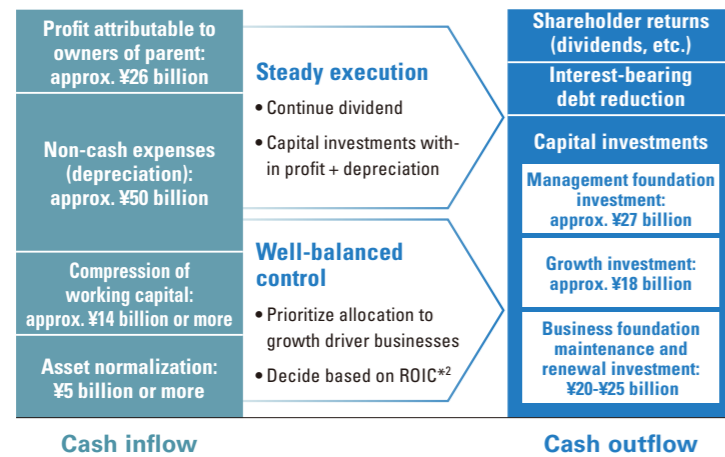 Profit attributable to
owners of parent:
approx. ¥26 billion
Non-cash expenses
(depreciation):
approx. ¥50 billion
Compression of
working capital:
approx. ¥14 billion or more
Asset normalization:
¥5 billion or more
Cash inflow
Steady execution
• Continue dividend
• Capital investments with-
in profit + depreciation
Well-balanced
control
• Prioritize allocation to
growth driver businesses
• Decide based on ROIC*2
Shareholder returns
(dividends, etc.)
Interest-bearing
debt reduction
Capital investments
Management foundation
investment:
approx. ¥27 billion
Growth investment:
approx. ¥18 billion
Business foundation
maintenance and
renewal investment:
¥20-¥25 billion
Cash outflow